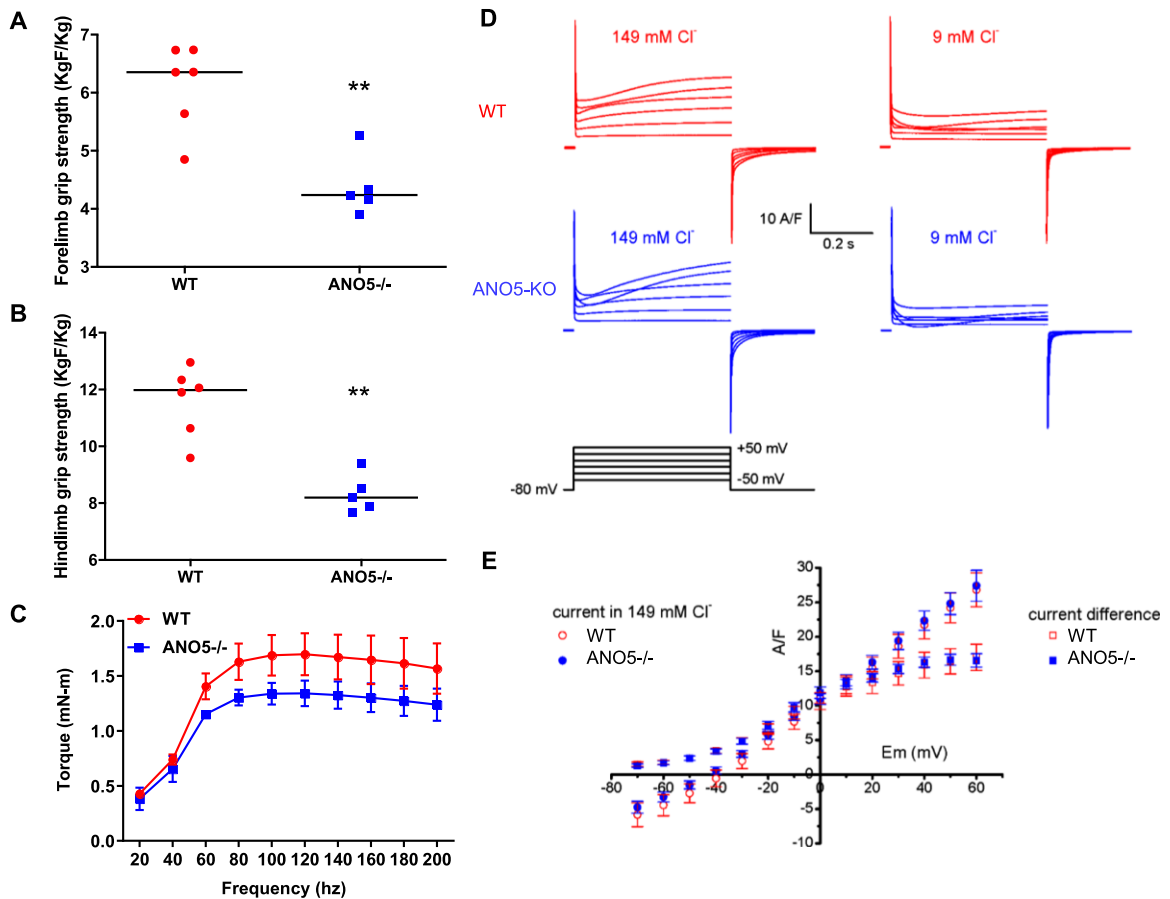 A
Forelimb grip strength (KgF/Kg)
7
6
5
4
3
**
WT
ANO5-/-
B
Hindlimb grip strength (KgF/Kg)
14
12
10
8
6
**
WT
ANO5-/-
C
WT
ANO5-/-
Torque (mN-m)
2.0
1.5
1.0
0.5
0.0
20 40 60 80 100 120 140 160 180 200
Frequency (hz)
D
149 mM Cl-
9 mM Cl-
WT
10 A/F
0.2 s
149 mM Cl-
9 mM Cl-
ANO5-KO
+50 mV
-50 mV
-80 mV
E
current in 149 mM Cl-
WT
ANO5-/-
current difference
WT
ANO5-/-
A/F
30
25
20
15
10
5
0
-5
-10
Em (mV)
-80 -60 -40 -20 0 20 40 60